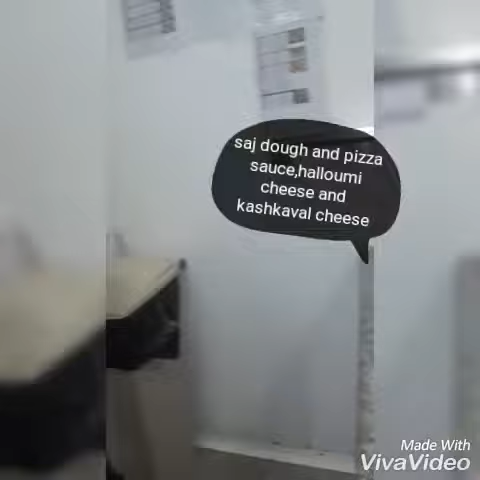 saj dough and pizza
sauce,halloumi
cheese and
kashkaval cheese
Made With
VivaVideo